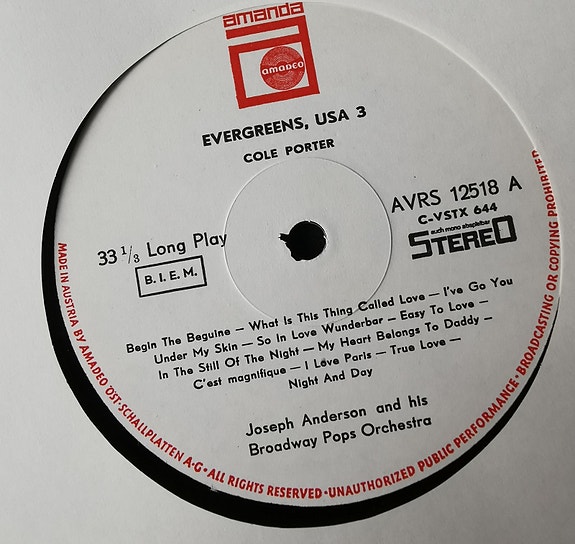 amanda
AMADEO
EVERGREENS, USA 3
COLE PORTER
AVRS 12518 A
C-VSTX 644
such mono abspielbar
STEREO
33 1/3 Long Play
B. I. E. M.
Begin The Beguine — What Is This Thing Called Love — I've Go You
Under My Skin — So In Love Wunderbar — Easy To Love —
In The Still Of The Night — My Heart Belongs To Daddy —
C'est magnifique — I Love Paris — True Love —
Night And Day
Joseph Anderson and his
Broadway Pops Orchestra
MADE IN AUSTRIA BY AMADEO ÖST. SCHALLPLATTEN A·G • ALL RIGHTS RESERVED • UNAUTHORIZED PUBLIC PERFORMANCE • BROADCASTING OR COPYING PROHIBITED